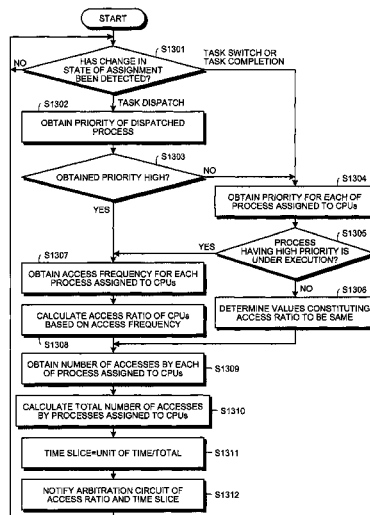 START
S1301
HAS CHANGE IN
STATE OF ASSIGNMENT
BEEN DETECTED?
NO
TASK SWITCH OR
TASK COMPLETION
S1302
TASK DISPATCH
OBTAIN PRIORITY OF DISPATCHED
PROCESS
S1303
OBTAINED PRIORITY HIGH?
NO
YES
S1304
OBTAIN PRIORITY FOR EACH OF
PROCESS ASSIGNED TO CPUs
S1305
PROCESS
HAVING HIGH PRIORITY IS
UNDER EXECUTION?
YES
NO
S1307
OBTAIN ACCESS FREQUENCY FOR EACH
PROCESS ASSIGNED TO CPUs
S1306
DETERMINE VALUES CONSTITUTING
ACCESS RATIO TO BE SAME
CALCULATE ACCESS RATIO OF CPUs
BASED ON ACCESS FREQUENCY
S1308
OBTAIN NUMBER OF ACCESSES BY EACH
OF PROCESS ASSIGNED TO CPUs
S1309
CALCULATE TOTAL NUMBER OF ACCESSES
BY PROCESSES ASSIGNED TO CPUs
S1310
TIME SLICE=UNIT OF TIME/TOTAL
S1311
NOTIFY ARBITRATION CIRCUIT OF
ACCESS RATIO AND TIME SLICE
S1312